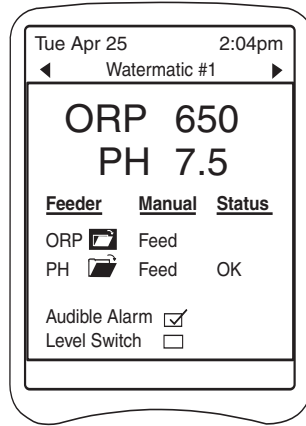 Tue Apr 25 2:04pm
Watermatic #1
ORP 650
PH 7.5
Feeder Manual Status
ORP Feed
PH Feed OK
Audible Alarm
Level Switch